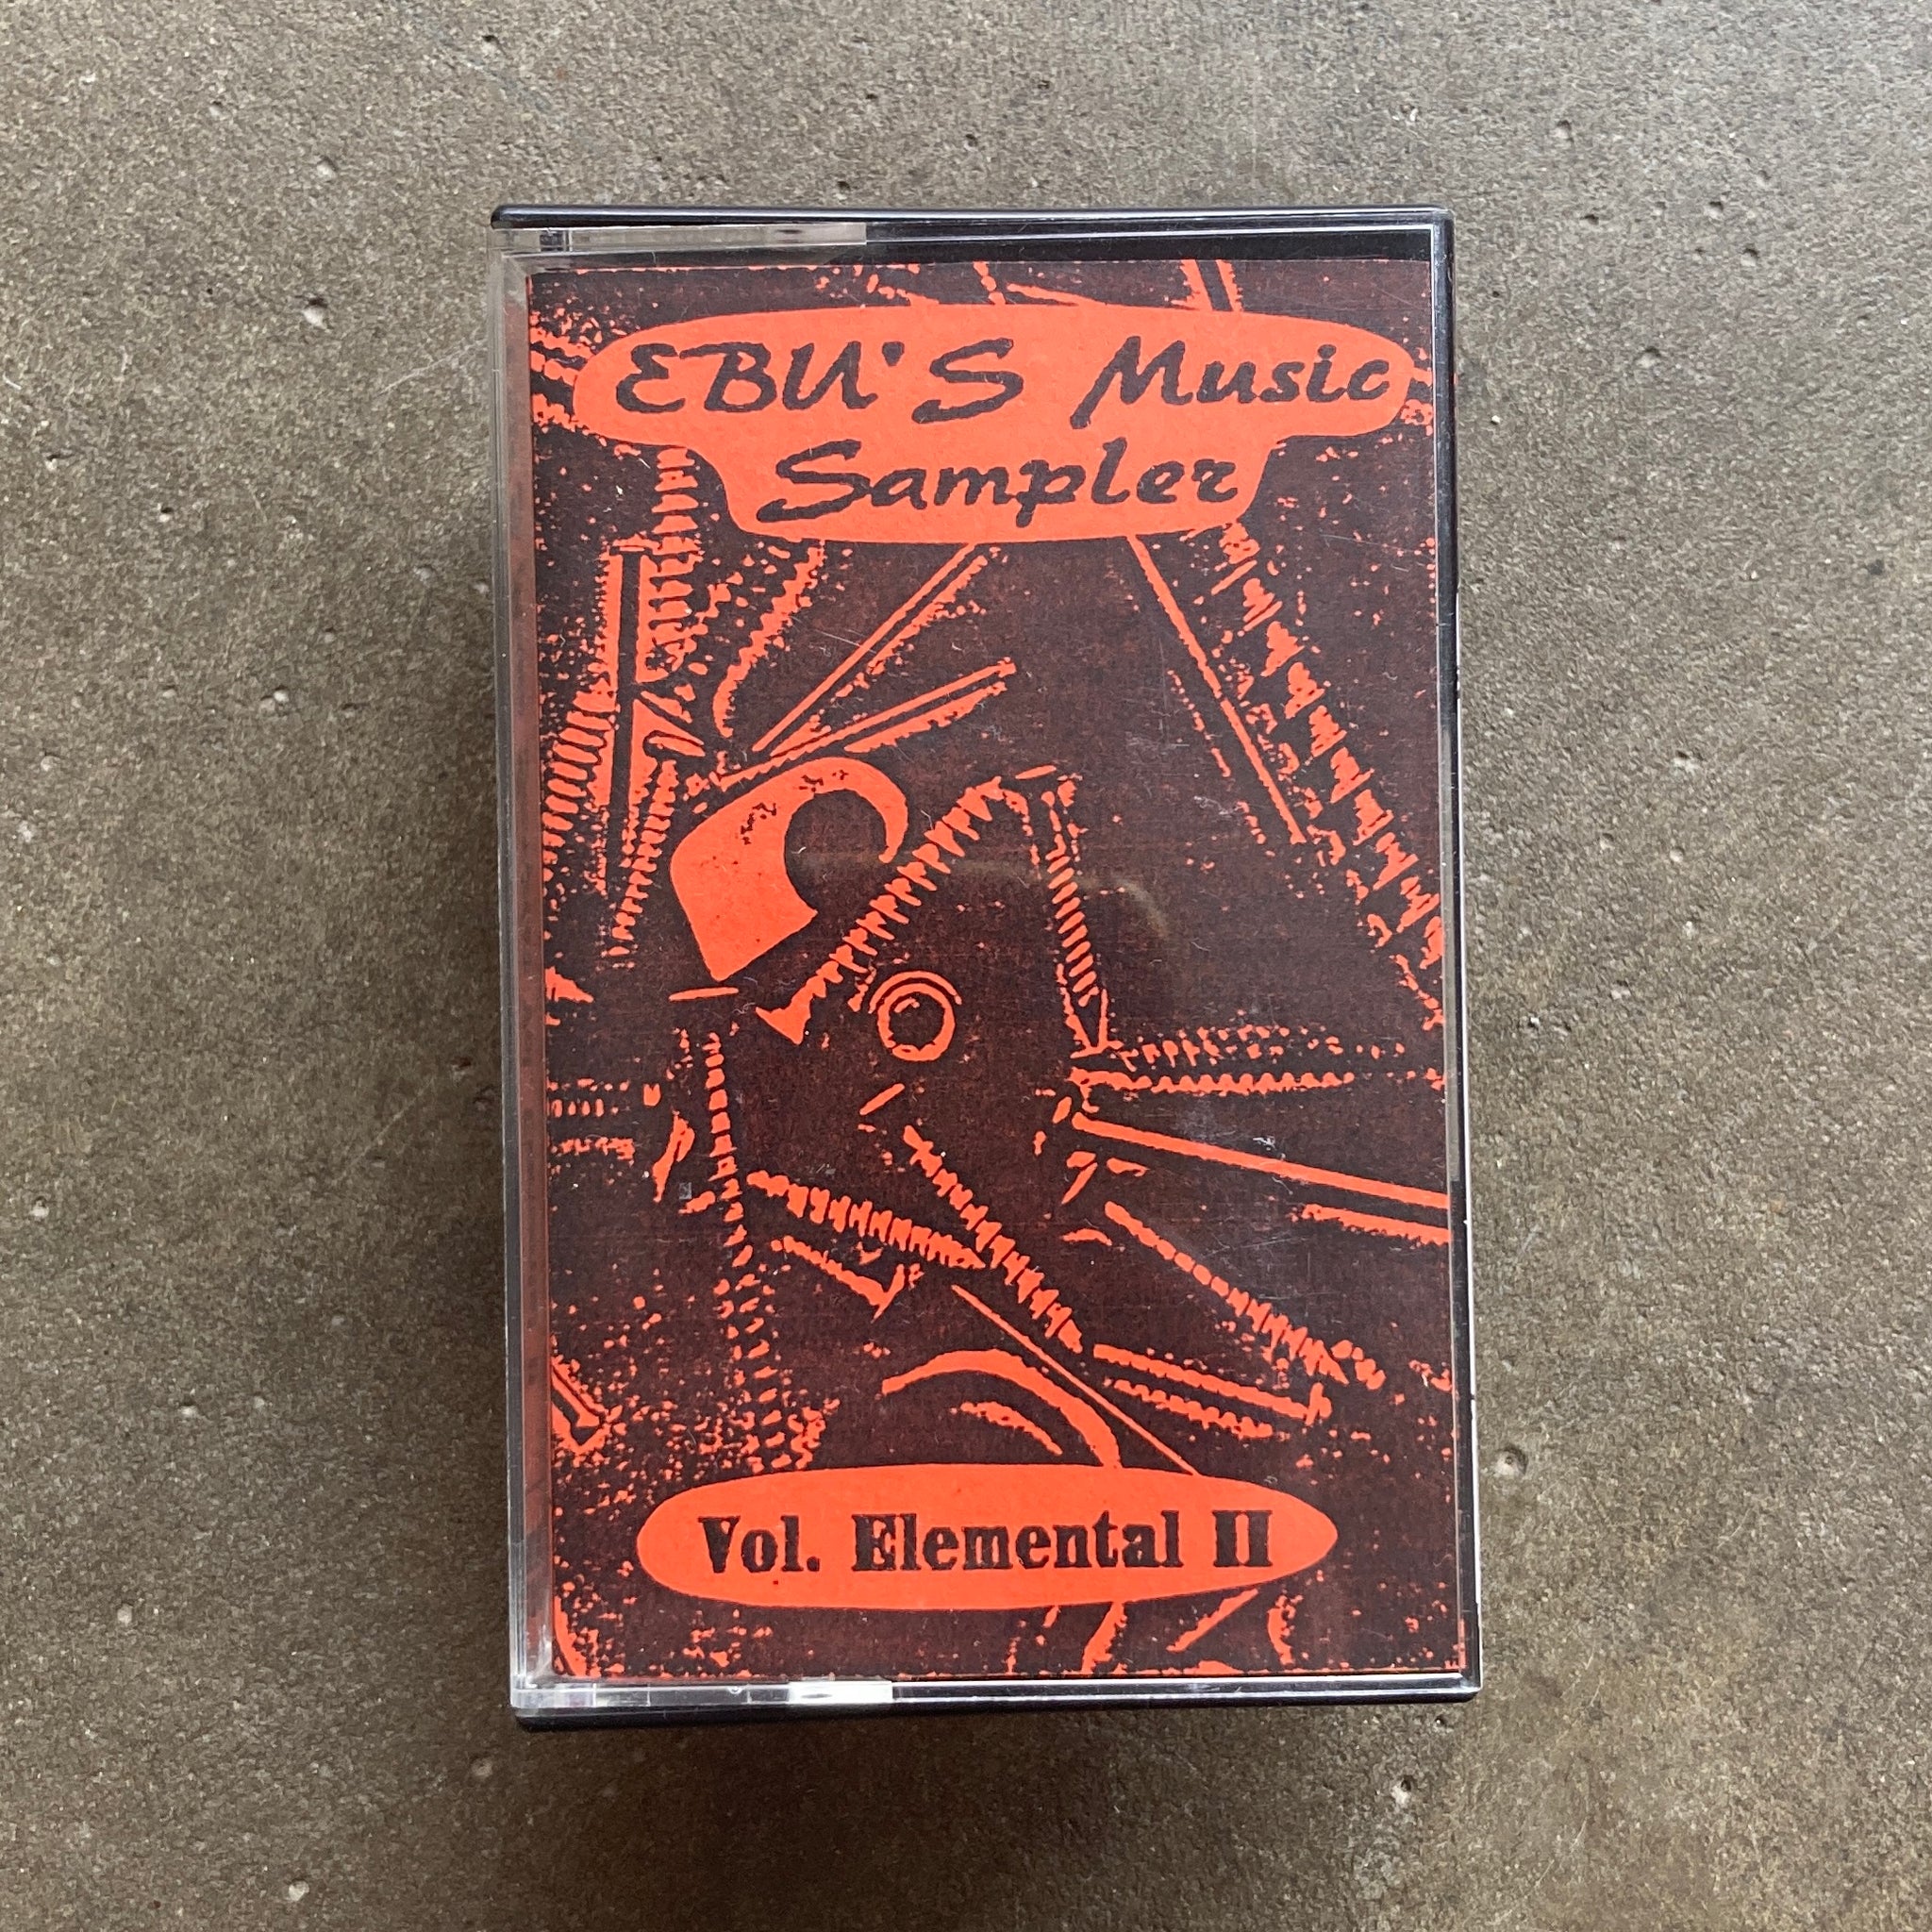 EBU'S Music
Sampler
Vol. Elemental II